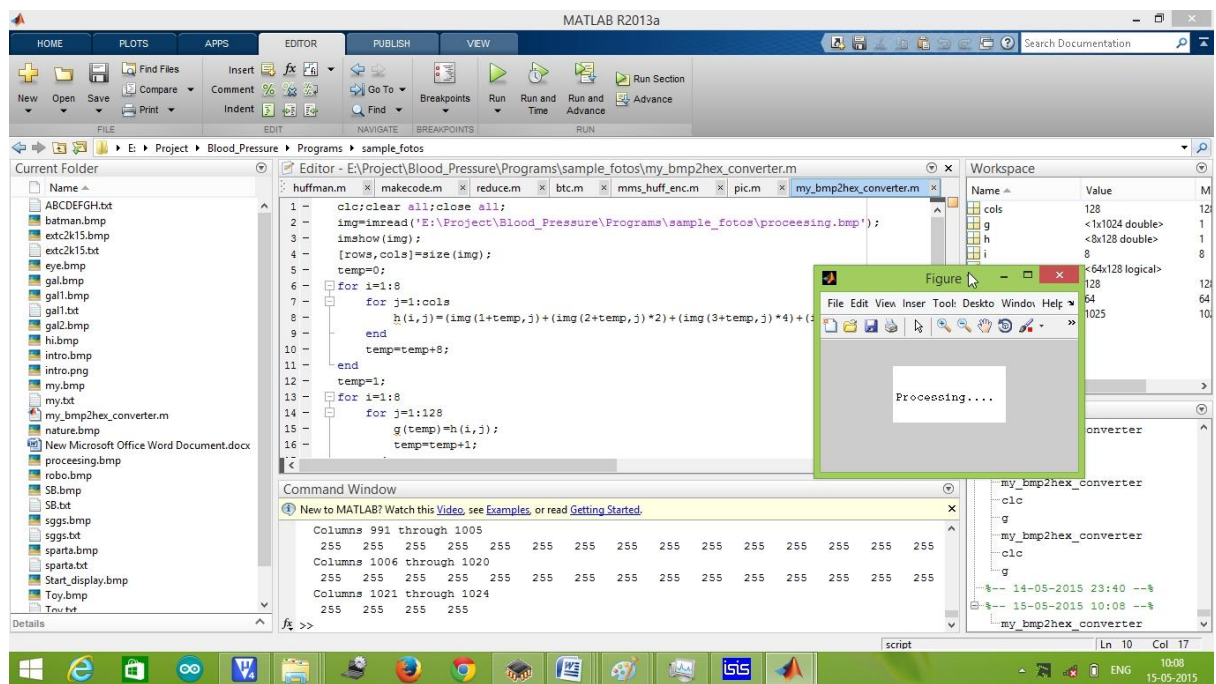 MATLAB R2013a
HOME PLOTS APPS EDITOR PUBLISH VIEW Search Documentation
Find Files Insert fx
New Open Save Compare Comment Go To Breakpoints Run Run and Time Run and Advance Run Section
Print Indent Find Advance
FILE EDIT NAVIGATE BREAKPOINTS RUN
E: Project Blood_Pressure Programs sample_fotos
Current Folder
Name
ABCDEFGH.txt
batman.bmp
extc2k15.bmp
extc2k15.txt
eye.bmp
gal.bmp
gal1.bmp
gal1.txt
gal2.bmp
hi.bmp
intro.bmp
intro.png
my.bmp
my.txt
my_bmp2hex_converter.m
nature.bmp
New Microsoft Office Word Document.docx
proceesing.bmp
robo.bmp
SB.bmp
SB.txt
sggs.bmp
sggs.txt
sparta.bmp
sparta.txt
Start_display.bmp
Toy.bmp
Toy.txt
Details
Editor - E:\Project\Blood_Pressure\Programs\sample_fotos\my_bmp2hex_converter.m
huffman.m makecode.m reduce.m btc.m mms_huff_enc.m pic.m my_bmp2hex_converter.m
1 - clc;clear all;close all;
2 - img=imread('E:\Project\Blood_Pressure\Programs\sample_fotos\proceesing.bmp');
3 - imshow(img);
4 - [rows,cols]=size(img);
5 - temp=0;
6 - for i=1:8
7 - for j=1:cols
8 - h(i,j)=(img(1+temp,j)+(img(2+temp,j)*2)+(img(3+temp,j)*4)+(i
9 - end
10 - temp=temp+8;
11 - end
12 - temp=1;
13 - for i=1:8
14 - for j=1:128
15 - g(temp)=h(i,j);
16 - temp=temp+1;
Figure
File Edit View Inser Tool: Deskto Window Help
Processing....
Command Window
New to MATLAB? Watch this Video, see Examples, or read Getting Started.
Columns 991 through 1005
255 255 255 255 255 255 255 255 255 255 255 255 255 255 255
Columns 1006 through 1020
255 255 255 255 255 255 255 255 255 255 255 255 255 255 255
Columns 1021 through 1024
255 255 255 255
fx >>
Workspace
Name Value M
cols 128 128
g <1x1024 double> 1
h <8x128 double> 1
i 8 8
<64x128 logical>
128 128
64 64
1025 10
onverter
my_bmp2hex_converter
clc
g
my_bmp2hex_converter
clc
g
%-- 14-05-2015 23:40 --%
%-- 15-05-2015 10:08 --%
my_bmp2hex_converter
script Ln 10 Col 17
isis
ENG 10:08
15-05-2015